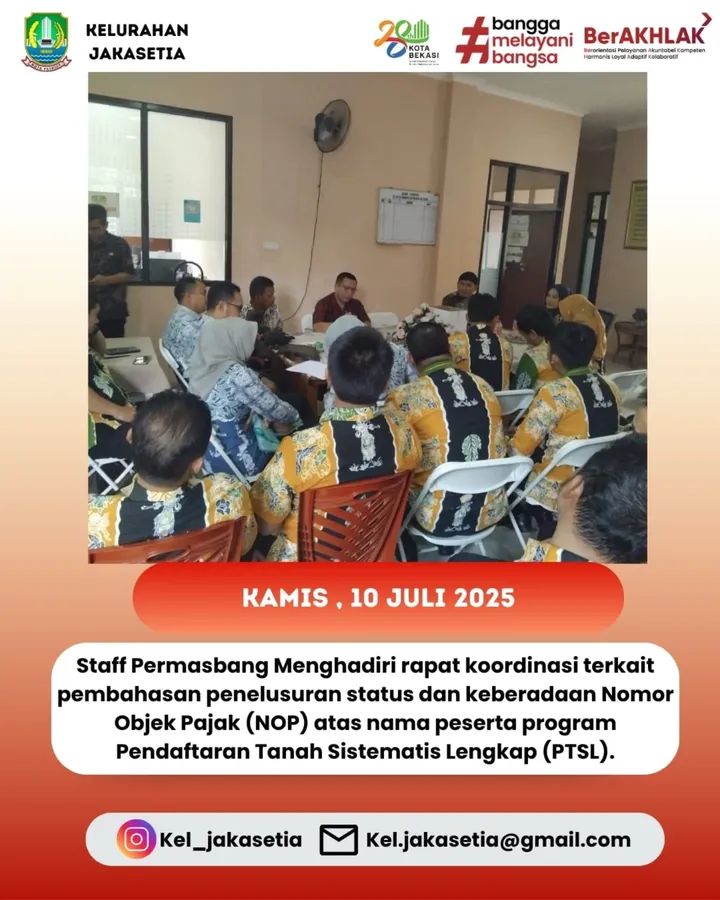 KELURAHAN
JAKASETIA
KOTA
BEKASI
#bangga
melayani
bangsa
BerAKHLAK
Berorientasi Pelayanan Akuntabel Kompeten
Harmonis Loyal Adaptif Kolaboratif
KAMIS , 10 JULI 2025
Staff Permasbang Menghadiri rapat koordinasi terkait
pembahasan penelusuran status dan keberadaan Nomor
Objek Pajak (NOP) atas nama peserta program
Pendaftaran Tanah Sistematis Lengkap (PTSL).
Kel_jakasetia
Kel.jakasetia@gmail.com